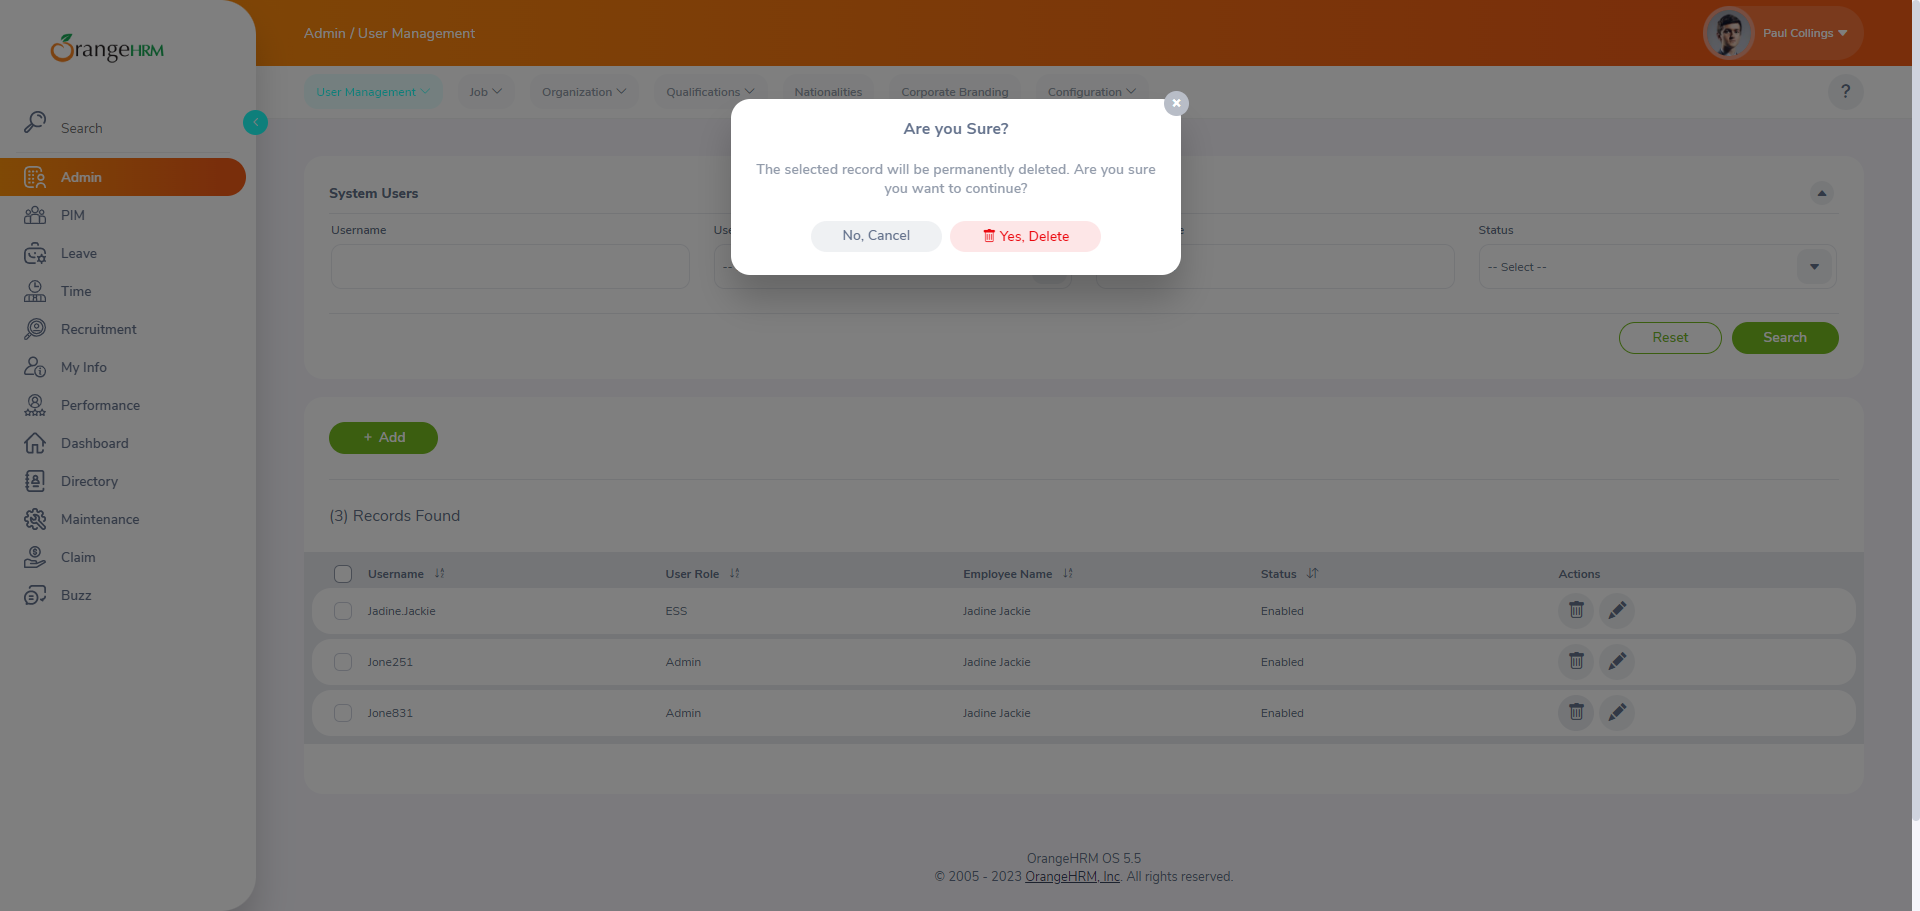 OrangeHRM
Admin / User Management
Paul Collings
User Management
Job
Organization
Qualifications
Nationalities
Corporate Branding
Configuration
?
Search
Admin
PIM
Leave
Time
Recruitment
My Info
Performance
Dashboard
Directory
Maintenance
Claim
Buzz
Are you Sure?
The selected record will be permanently deleted. Are you sure
you want to continue?
No, Cancel
Yes, Delete
System Users
Username
Status
-- Select --
Reset
Search
+ Add
(3) Records Found
Username User Role Employee Name Status Actions
Jadine.Jackie ESS Jadine Jackie Enabled
Jone251 Admin Jadine Jackie Enabled
Jone831 Admin Jadine Jackie Enabled
OrangeHRM OS 5.5
© 2005 - 2023 OrangeHRM, Inc. All rights reserved.